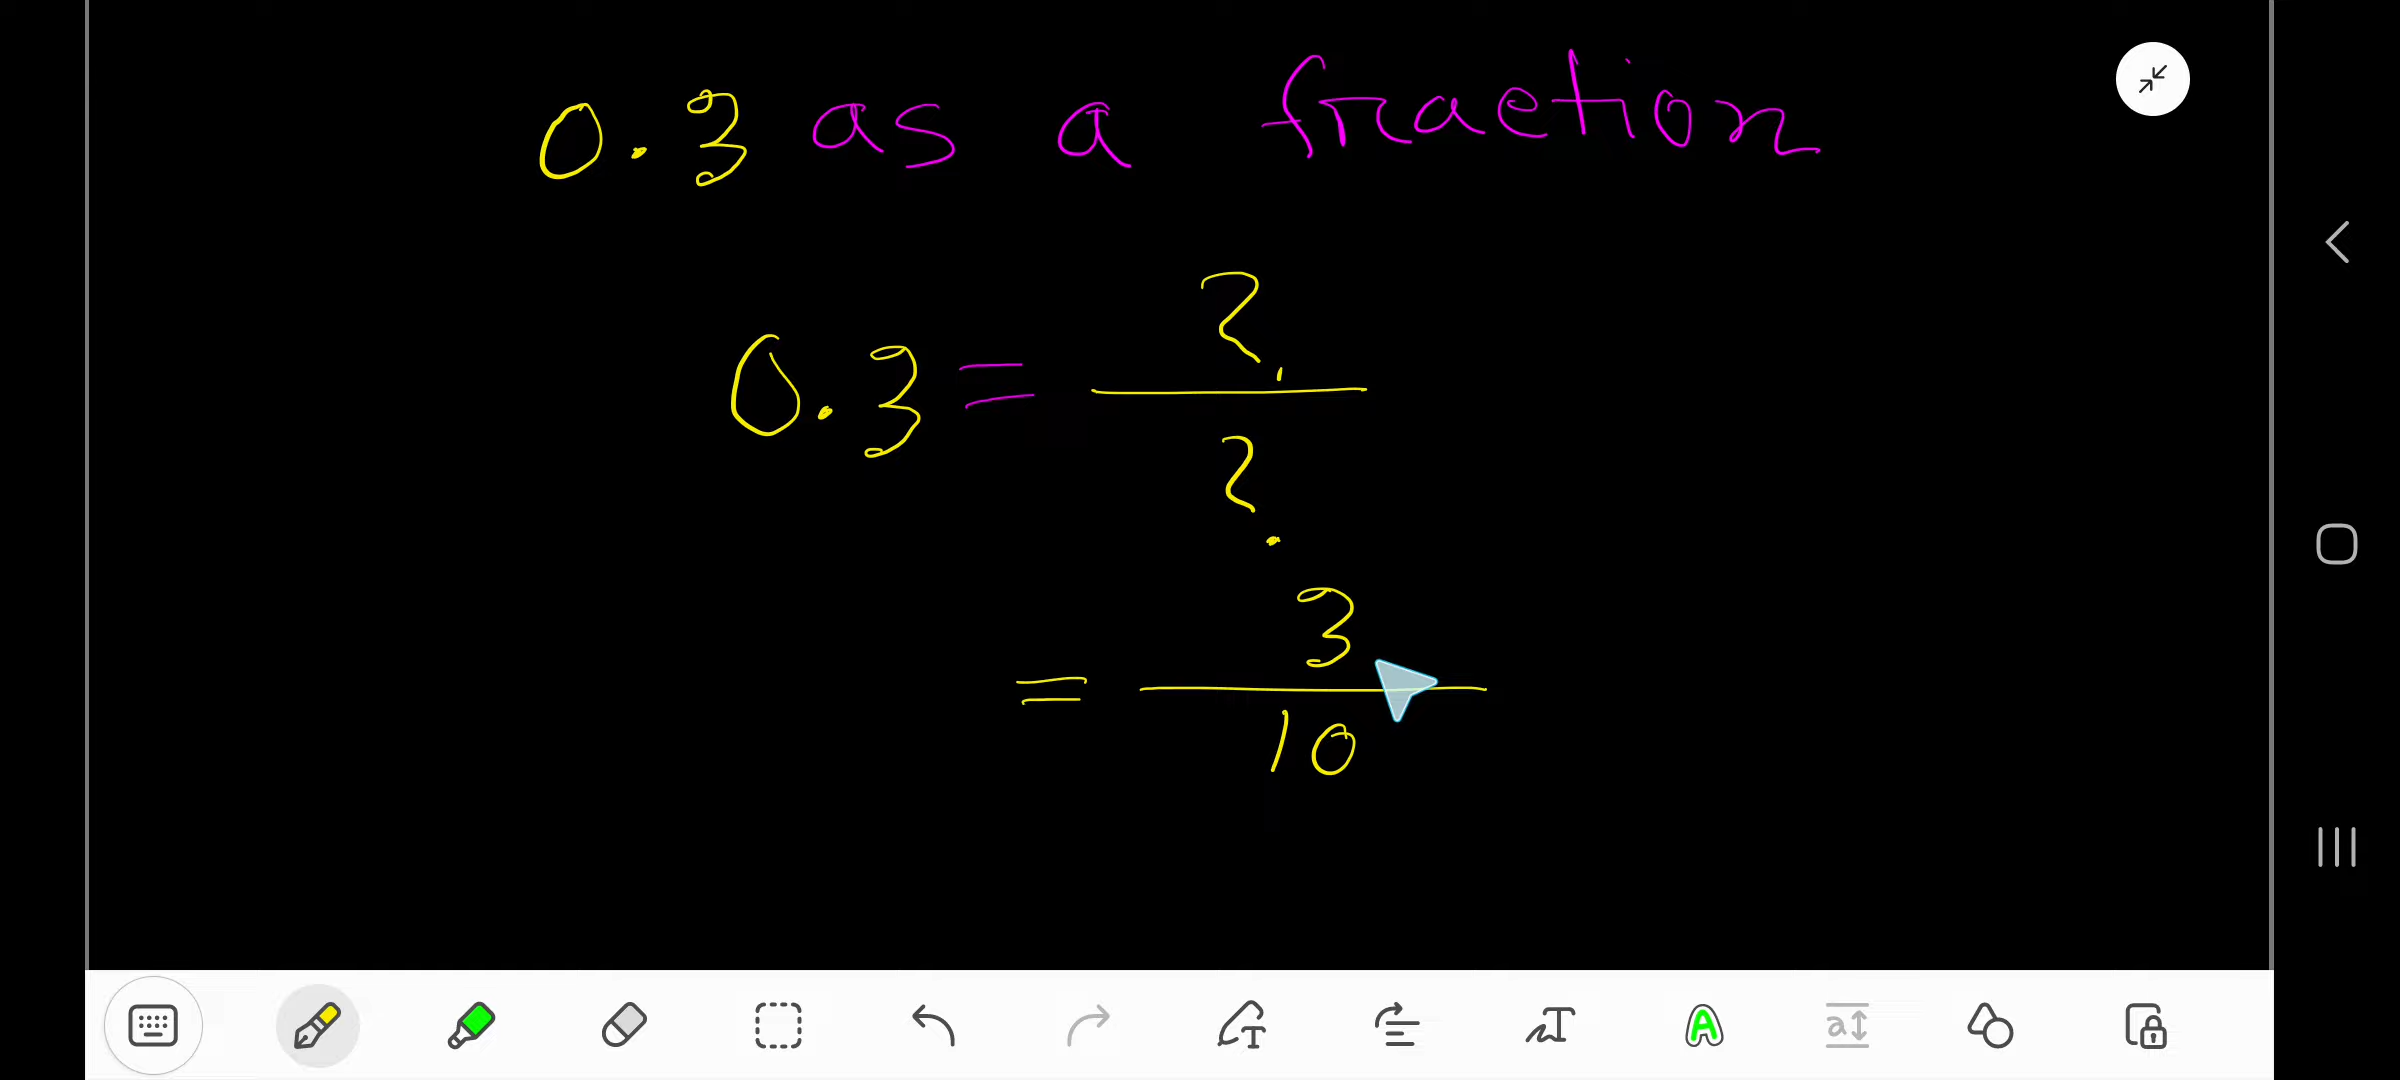 0.3 as a fraction
0.3 = ?/?
= 3/10